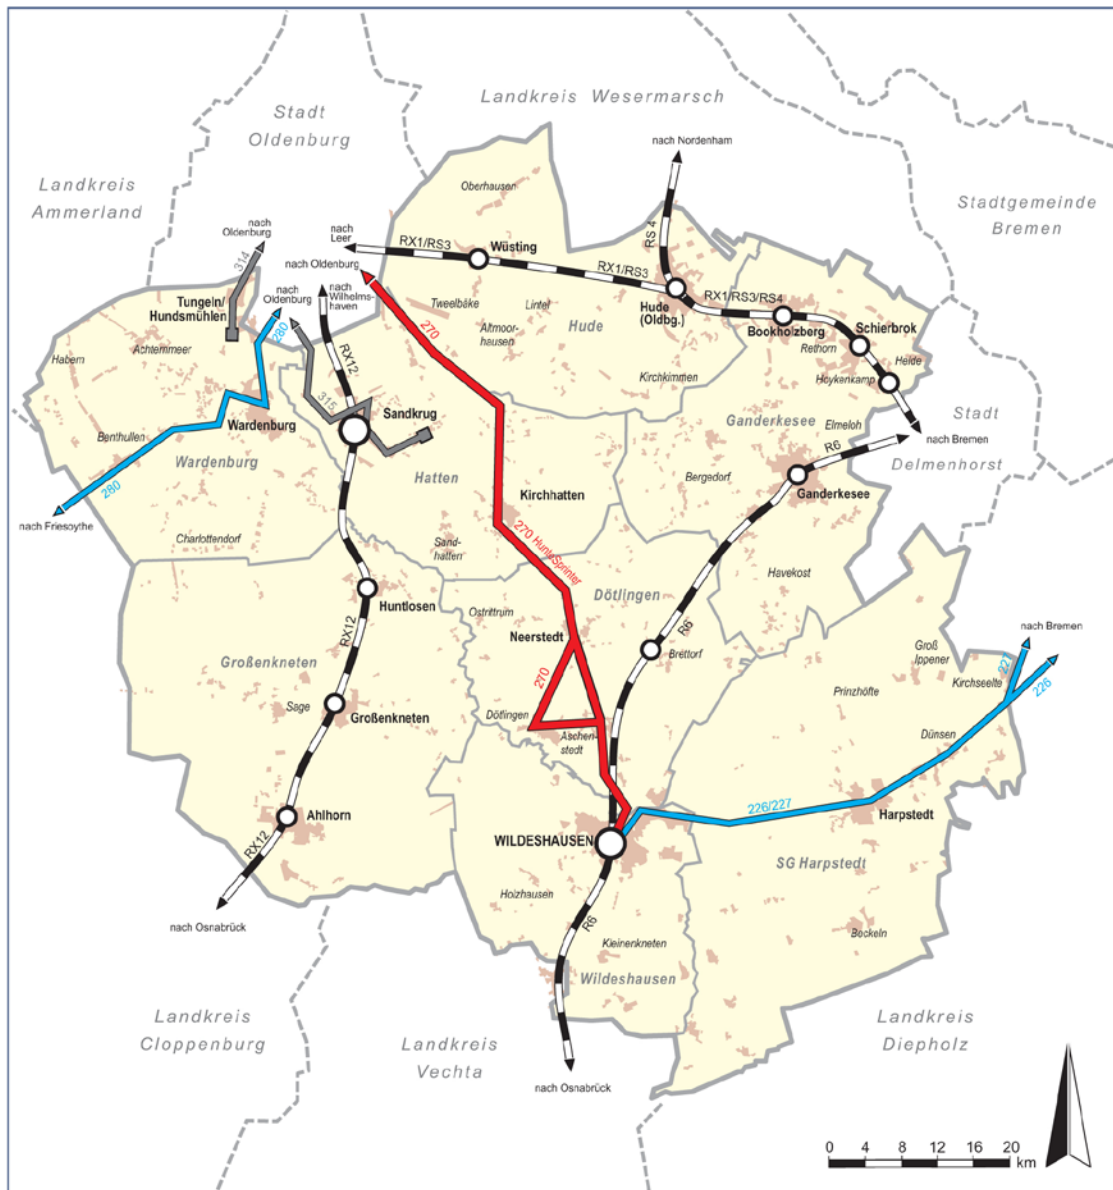 Landkreis Wesermarsch
Stadt
Oldenburg
Landkreis
Ammerland
Stadtgemeinde
Bremen
nach Nordenham
Oberhausen
RS 4
nach
Oldenburg
314
nach
Leer
RX1/RS3
Wüsting
RX1/RS3
nach Oldenburg
nach
Oldenburg
nach
Wilhelms-
haven
Tungeln/
Hundsmühlen
280
Tweelbäke
Lintel
Hude
(Oldbg.)
RX1/RS3/RS4
Bookholzberg
Schierbrok
Rethorn
Heide
Hoykenkamp
Altmoor-
hausen
Hude
270
Achternmeer
Habern
RX12
Kirchkimmen
315
Sandkrug
Wardenburg
Benthullen
Wardenburg
280
nach Friesoythe
Ganderkesee
Elmeloh
Stadt
Delmenhorst
nach Bremen
R6
Bergedorf
Ganderkesee
Hatten
Kirchhatten
Charlottendorf
Sand-
hatten
270 HunteSprinter
Havekost
Huntlosen
Dötlingen
Ostrittrum
Neerstedt
R6
Brettorf
RX12
Großenkneten
270
nach Bremen
227
226
Groß
Ippener
Kirchseelte
Prinzhöfte
Sage
Großenkneten
Dötlingen
Aschen-
stedt
Dünsen
Ahlhorn
226/227
Harpstedt
RX12
WILDESHAUSEN
SG Harpstedt
Holzhausen
nach Osnabrück
R6
Kleinenkneten
Beckeln
Wildeshausen
Landkreis
Cloppenburg
Landkreis
Vechta
Landkreis
Diepholz
nach Osnabrück
0 4 8 12 16 20
km